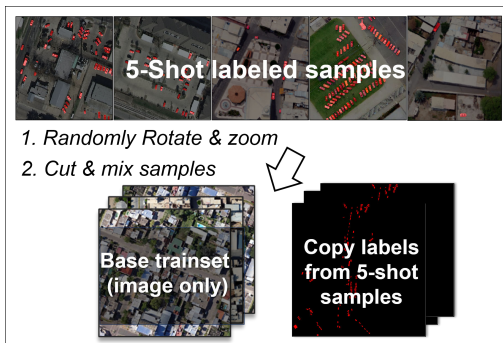 5-Shot labeled samples
1. Randomly Rotate & zoom
2. Cut & mix samples
Base trainset
(image only)
Copy labels
from 5-shot
samples